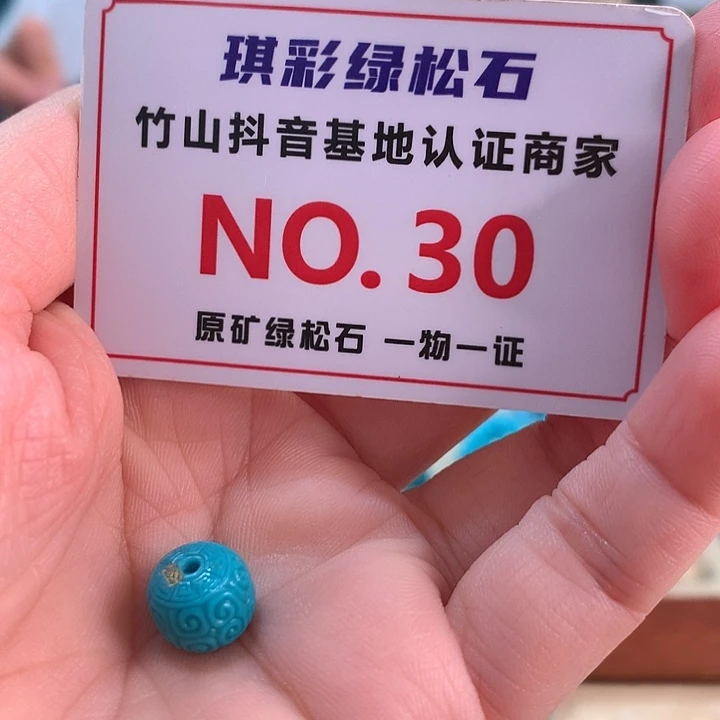 琪彩绿松石
竹山抖音基地认证商家
NO. 30
原矿绿松石 一物一证